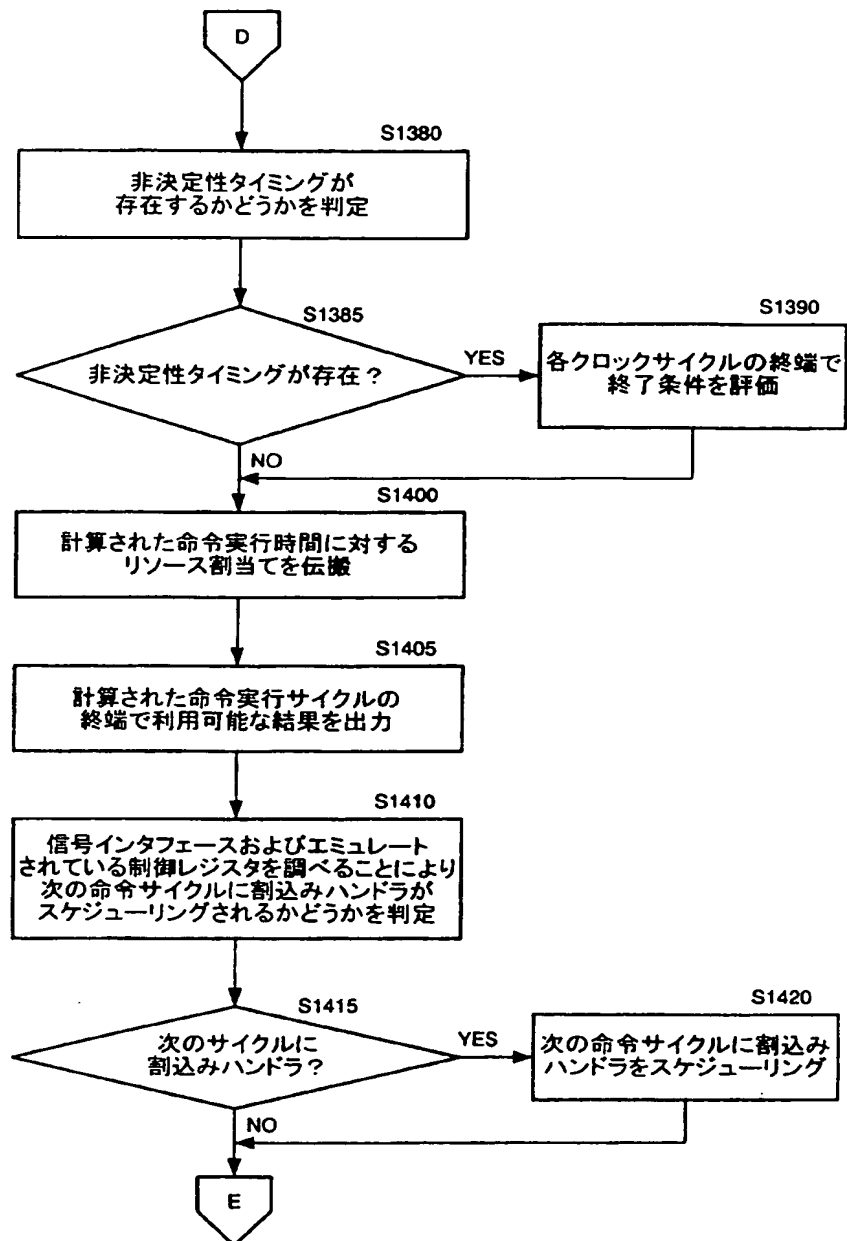 D
S1380
非決定性タイミングが
存在するかどうかを判定
S1385
非決定性タイミングが存在?
YES
S1390
各クロックサイクルの終端で
終了条件を評価
NO
S1400
計算された命令実行時間に対する
リソース割当てを伝搬
S1405
計算された命令実行サイクルの
終端で利用可能な結果を出力
S1410
信号インタフェースおよびエミュレート
されている制御レジスタを調べることにより
次の命令サイクルに割込みハンドラが
スケジューリングされるかどうかを判定
S1415
次のサイクルに
割込みハンドラ?
YES
S1420
次の命令サイクルに割込み
ハンドラをスケジューリング
NO
E